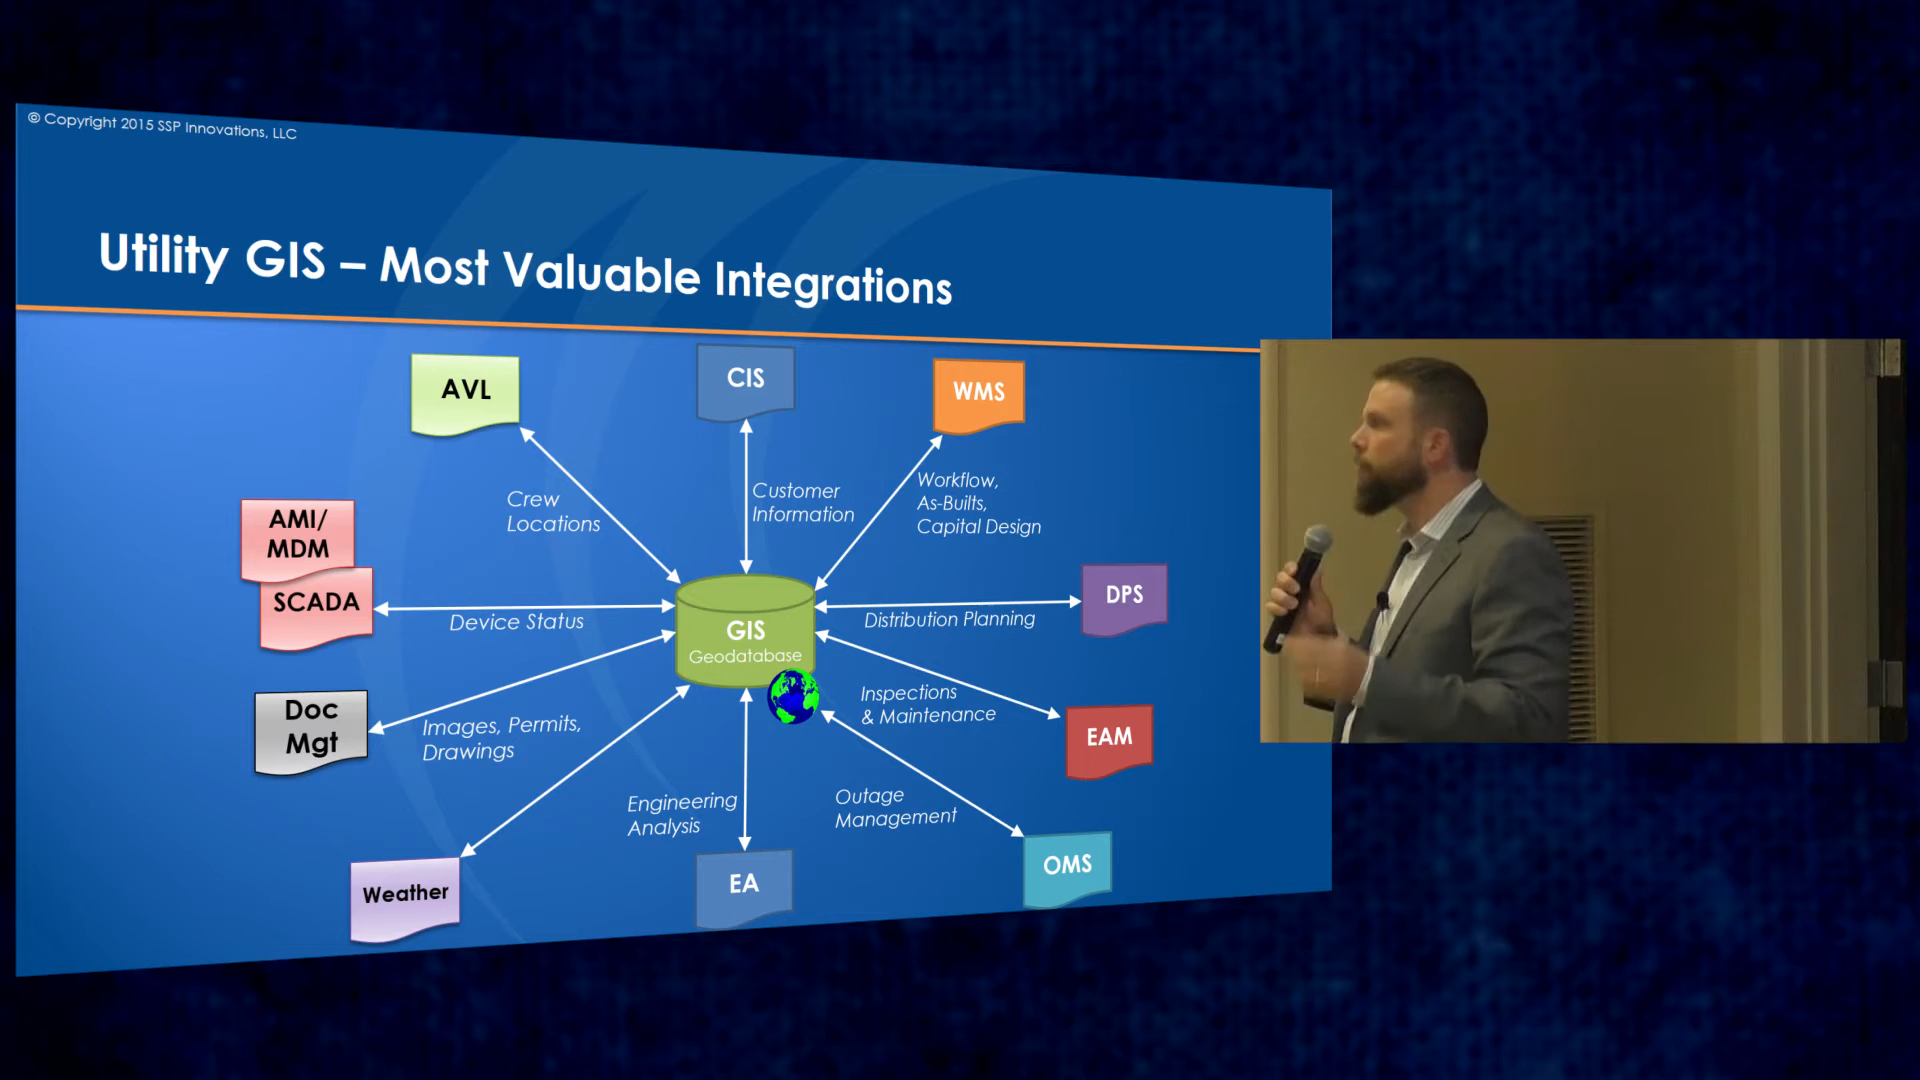 © Copyright 2015 SSP Innovations, LLC
Utility GIS – Most Valuable Integrations
AVL
CIS
WMS
Crew
Locations
Customer
Information
Workflow,
As-Builts,
Capital Design
AMI/
MDM
SCADA
Device Status
GIS
Geodatabase
Distribution Planning
DPS
Doc
Mgt
Images, Permits,
Drawings
Inspections
& Maintenance
EAM
Engineering
Analysis
Outage
Management
Weather
EA
OMS